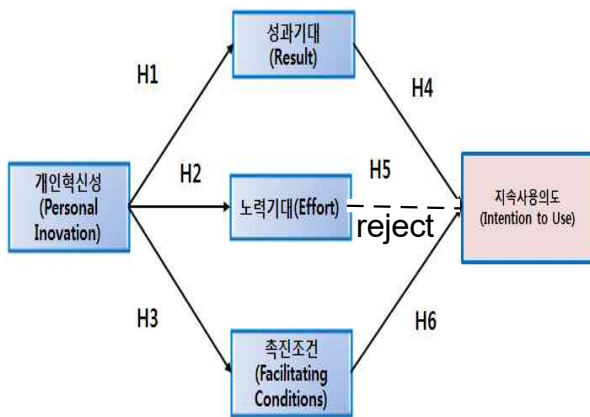 성과기대
(Result)
H1
H4
개인혁신성
(Personal
Inovation)
H2
노력기대(Effort)
H5
reject
지속사용의도
(Intention to Use)
H3
H6
촉진조건
(Facilitating
Conditions)